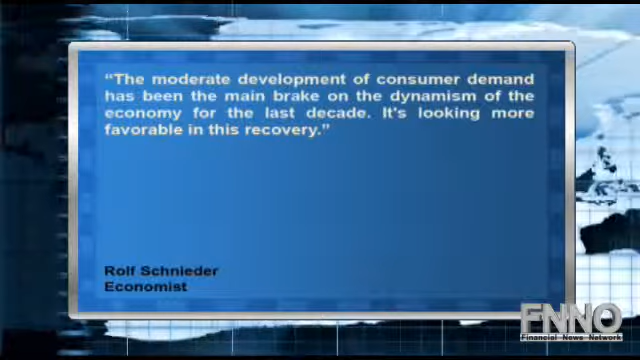 “The moderate development of consumer demand
has been the main brake on the dynamism of the
economy for the last decade. It's looking more
favorable in this recovery.”
Rolf Schnieder
Economist
FNNO
Financial News Network